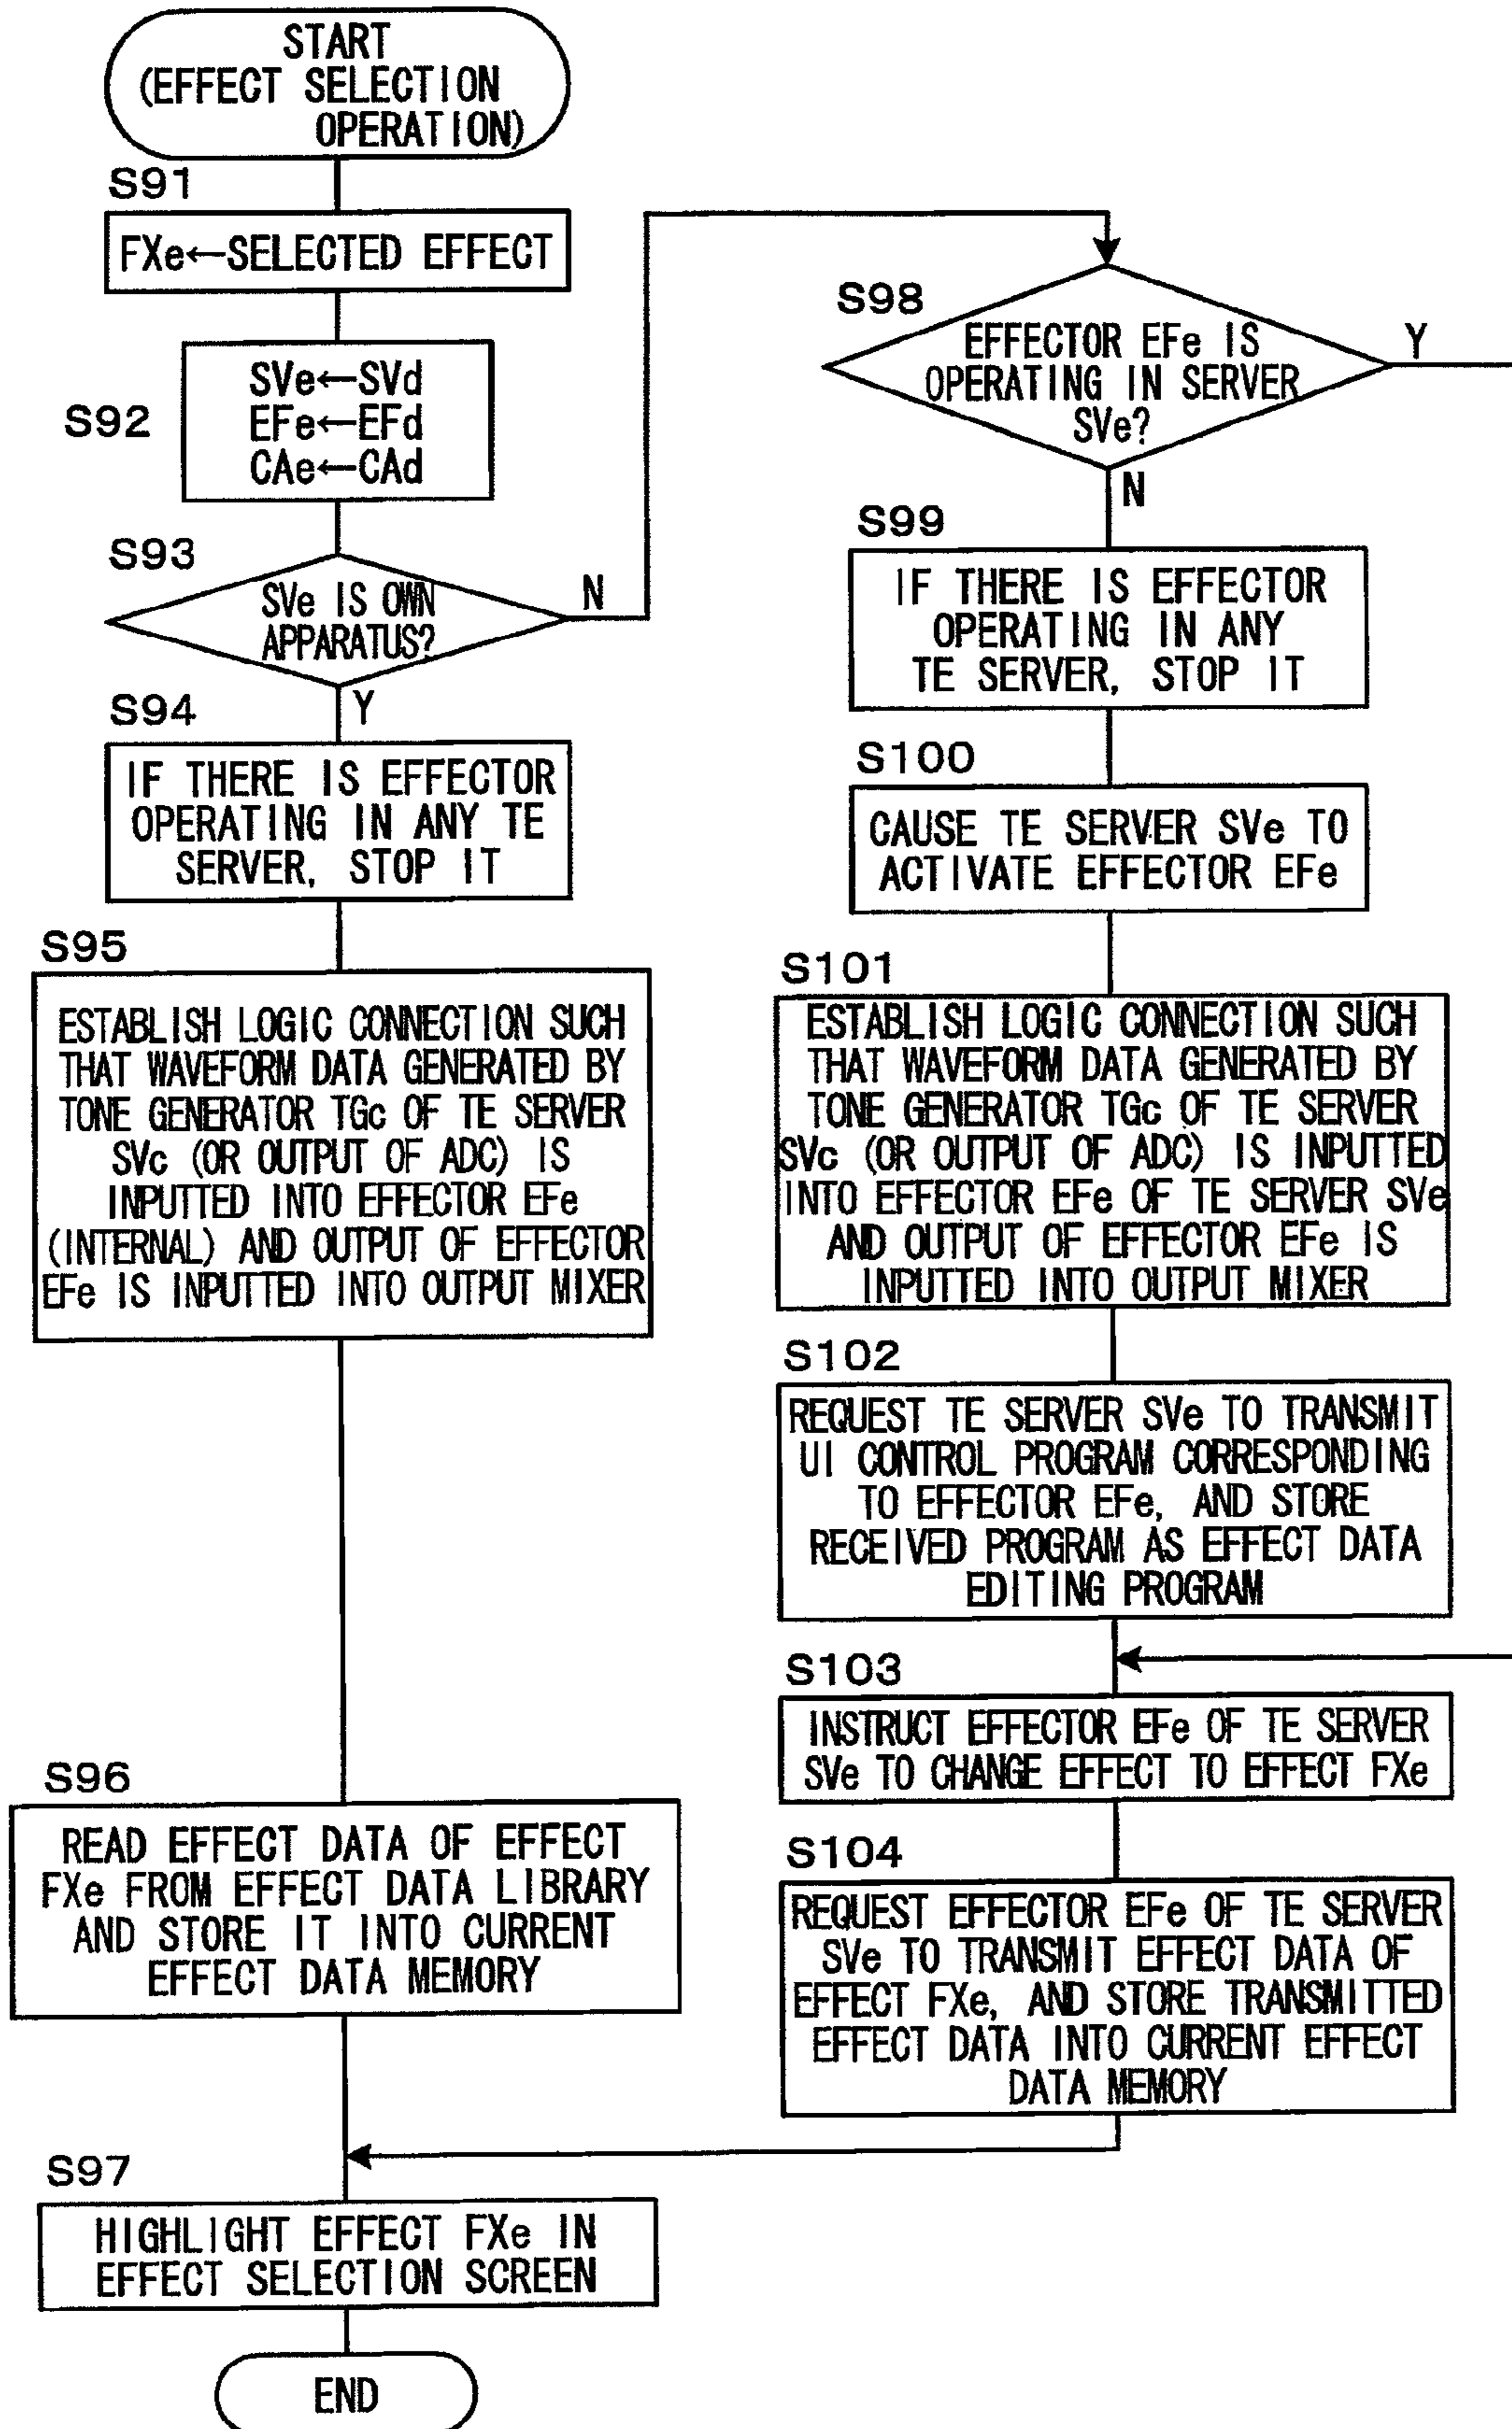 START
(EFFECT SELECTION
OPERATION)
S91
FXe←SELECTED EFFECT
S92
SVe←SVd
EFe←EFd
CAe←CAd
S93
SVe IS OWN
APPARATUS?
N
Y
S94
IF THERE IS EFFECTOR
OPERATING IN ANY TE
SERVER, STOP IT
S95
ESTABLISH LOGIC CONNECTION SUCH
THAT WAVEFORM DATA GENERATED BY
TONE GENERATOR TGc OF TE SERVER
SVc (OR OUTPUT OF ADC) IS
INPUTTED INTO EFFECTOR EFe
(INTERNAL) AND OUTPUT OF EFFECTOR
EFe IS INPUTTED INTO OUTPUT MIXER
S96
READ EFFECT DATA OF EFFECT
FXe FROM EFFECT DATA LIBRARY
AND STORE IT INTO CURRENT
EFFECT DATA MEMORY
S97
HIGHLIGHT EFFECT FXe IN
EFFECT SELECTION SCREEN
END
S98
EFFECTOR EFe IS
OPERATING IN SERVER
SVe?
Y
N
S99
IF THERE IS EFFECTOR
OPERATING IN ANY
TE SERVER, STOP IT
S100
CAUSE TE SERVER SVe TO
ACTIVATE EFFECTOR EFe
S101
ESTABLISH LOGIC CONNECTION SUCH
THAT WAVEFORM DATA GENERATED BY
TONE GENERATOR TGc OF TE SERVER
SVc (OR OUTPUT OF ADC) IS INPUTTED
INTO EFFECTOR EFe OF TE SERVER SVe
AND OUTPUT OF EFFECTOR EFe IS
INPUTTED INTO OUTPUT MIXER
S102
REQUEST TE SERVER SVe TO TRANSMIT
UI CONTROL PROGRAM CORRESPONDING
TO EFFECTOR EFe, AND STORE
RECEIVED PROGRAM AS EFFECT DATA
EDITING PROGRAM
S103
INSTRUCT EFFECTOR EFe OF TE SERVER
SVe TO CHANGE EFFECT TO EFFECT FXe
S104
REQUEST EFFECTOR EFe OF TE SERVER
SVe TO TRANSMIT EFFECT DATA OF
EFFECT FXe, AND STORE TRANSMITTED
EFFECT DATA INTO CURRENT EFFECT
DATA MEMORY